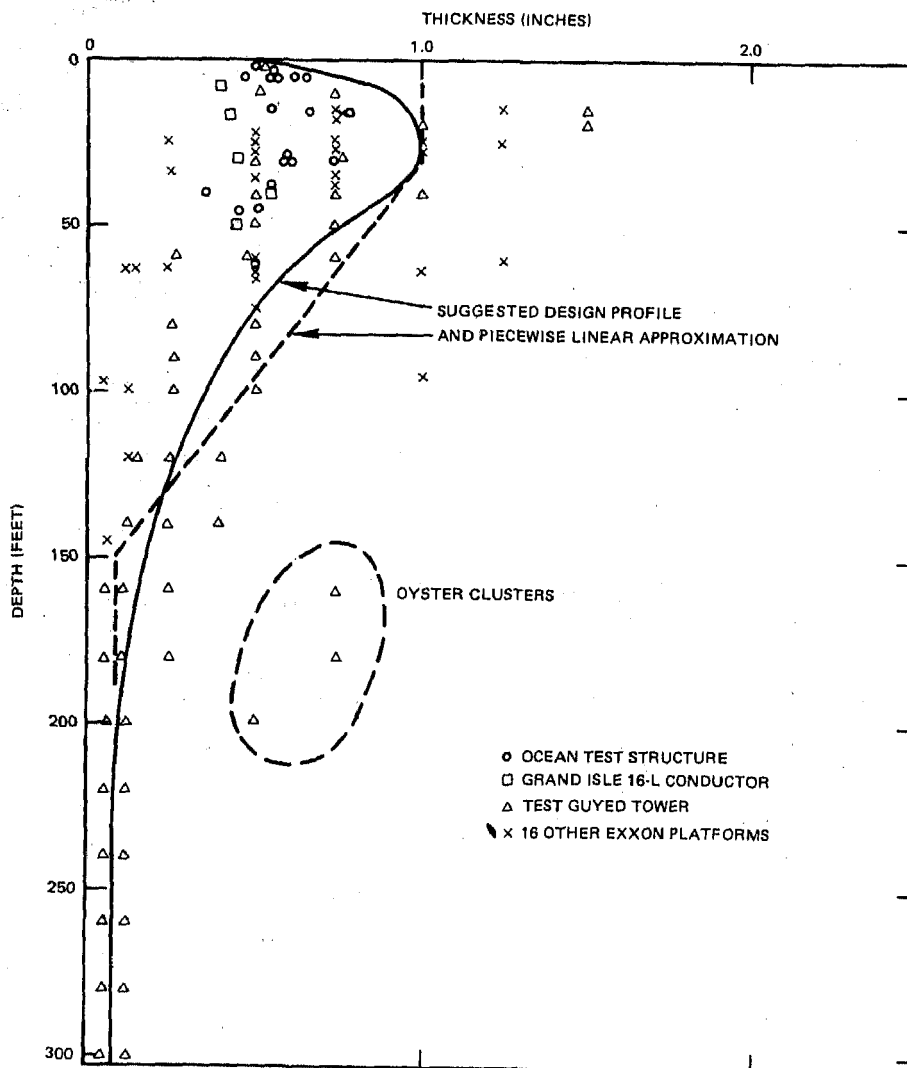 THICKNESS (INCHES)
0 1.0 2.0
0
50
100
150
200
250
300
DEPTH (FEET)
SUGGESTED DESIGN PROFILE
AND PIECEWISE LINEAR APPROXIMATION
OYSTER CLUSTERS
OCEAN TEST STRUCTURE
GRAND ISLE 16-L CONDUCTOR
TEST GUYED TOWER
16 OTHER EXXON PLATFORMS